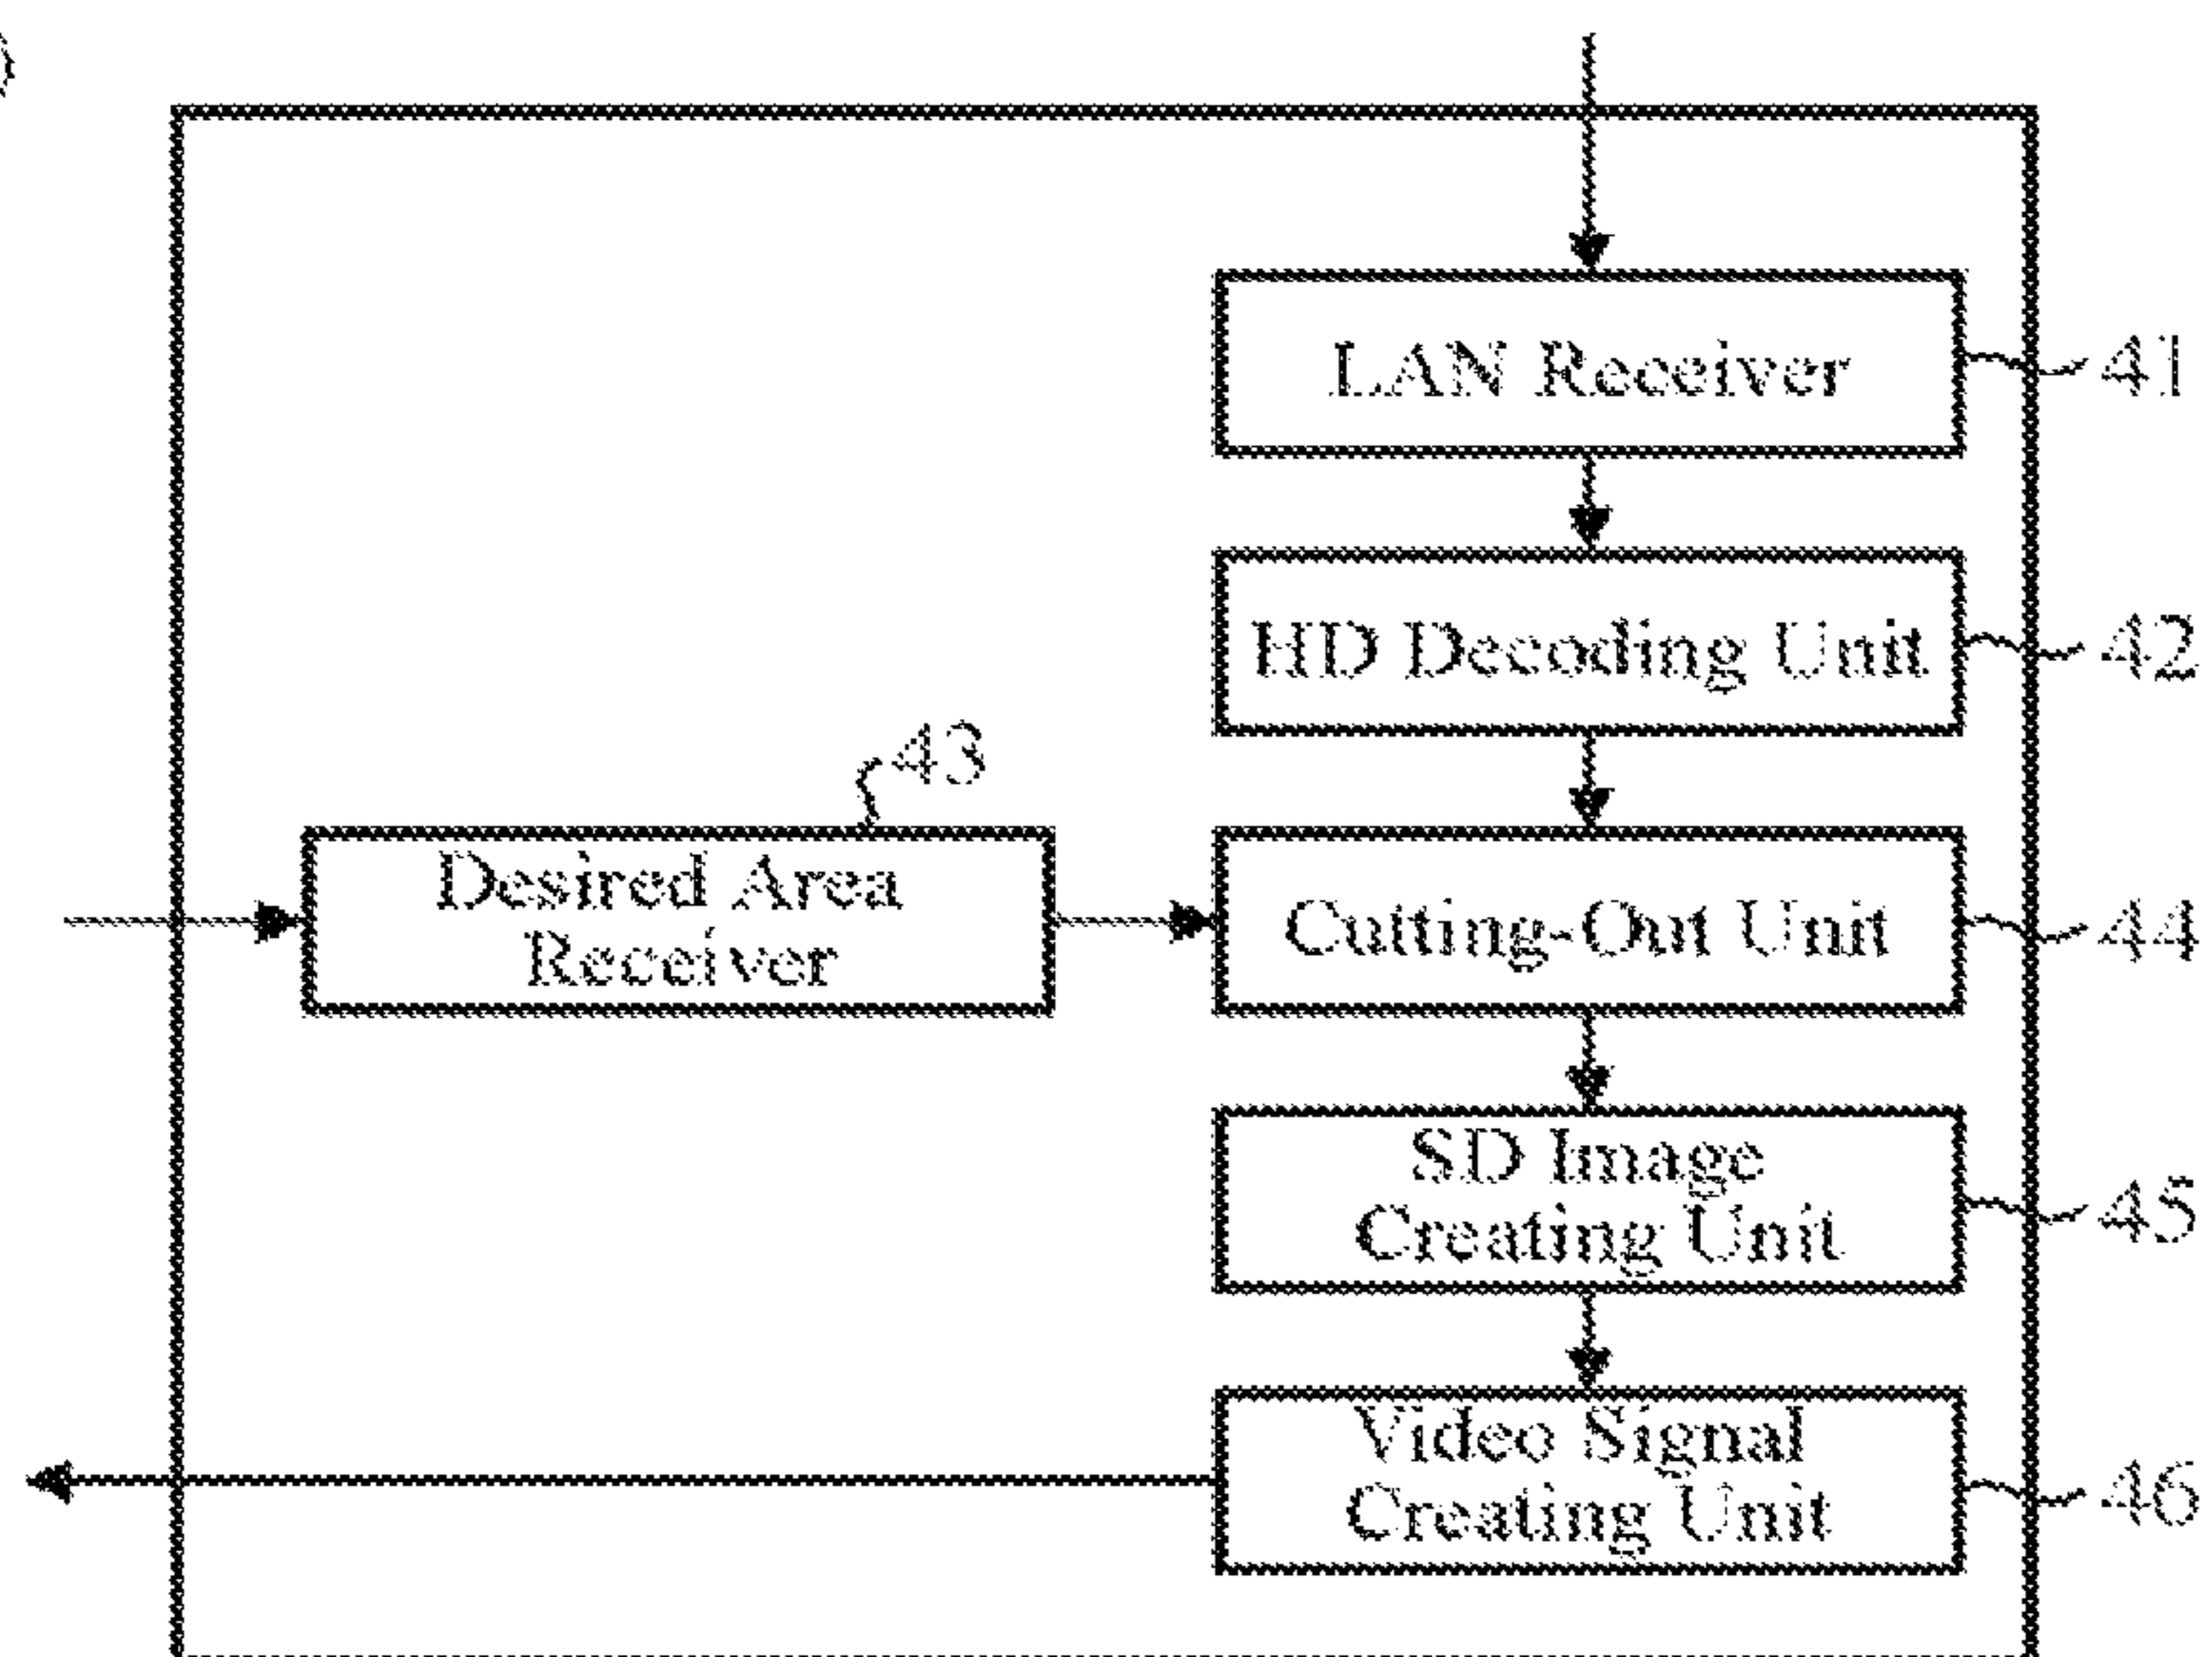 LAN Receiver
41
HD Decoding Unit
42
43
Desired Area
Receiver
Cutting-Out Unit
44
SD Image
Creating Unit
45
Video Signal
Creating Unit
46